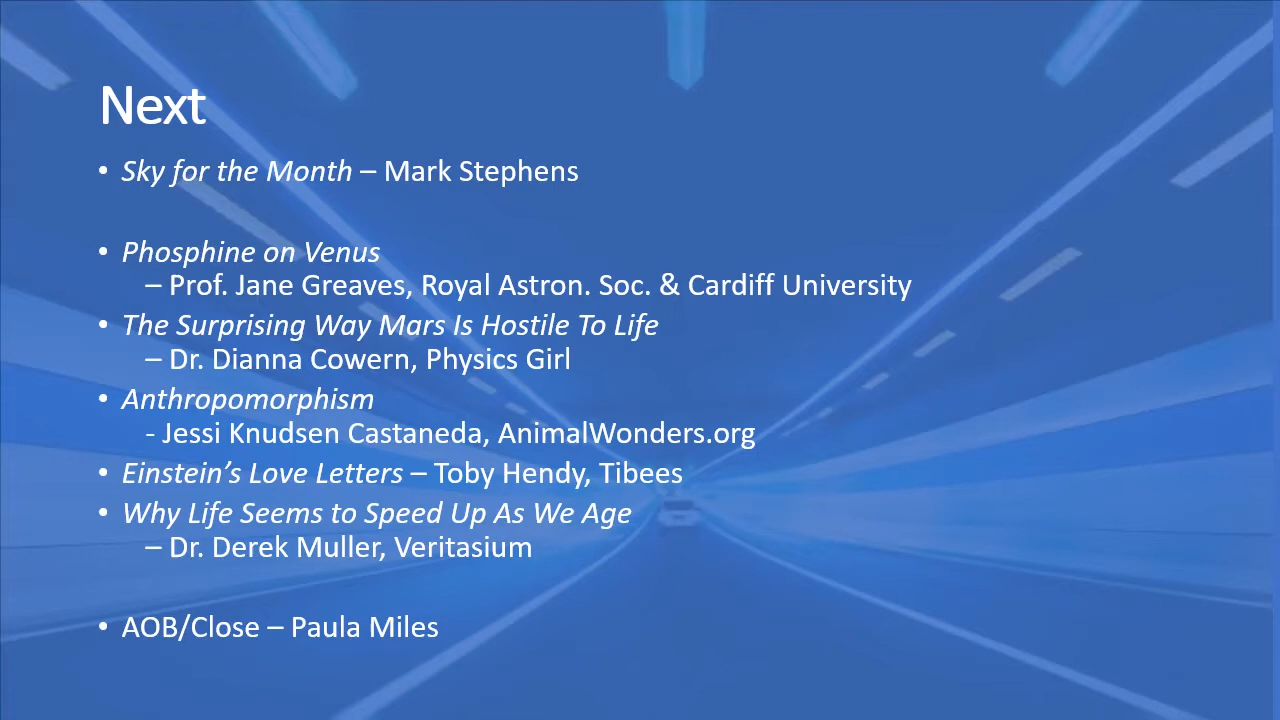 Next
• Sky for the Month – Mark Stephens
• Phosphine on Venus
– Prof. Jane Greaves, Royal Astron. Soc. & Cardiff University
• The Surprising Way Mars Is Hostile To Life
– Dr. Dianna Cowern, Physics Girl
• Anthropomorphism
- Jessi Knudsen Castaneda, AnimalWonders.org
• Einstein’s Love Letters – Toby Hendy, Tibees
• Why Life Seems to Speed Up As We Age
– Dr. Derek Muller, Veritasium
• AOB/Close – Paula Miles